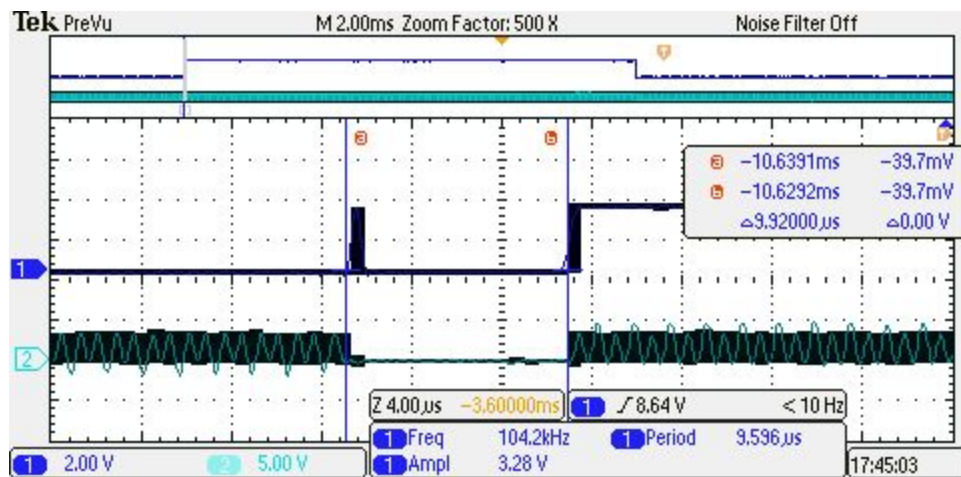 Tek PreVu M 2.00ms Zoom Factor: 500 X Noise Filter Off
T
a b
T
a −10.6391ms −39.7mV
b −10.6292ms −39.7mV
△9.92000µs △0.00 V
1
2
Z 4.00µs −3.60000ms 1 8.64 V < 10 Hz
1 Freq 104.2kHz 1 Period 9.596µs
1 Ampl 3.28 V
1 2.00 V 2 5.00 V 17:45:03